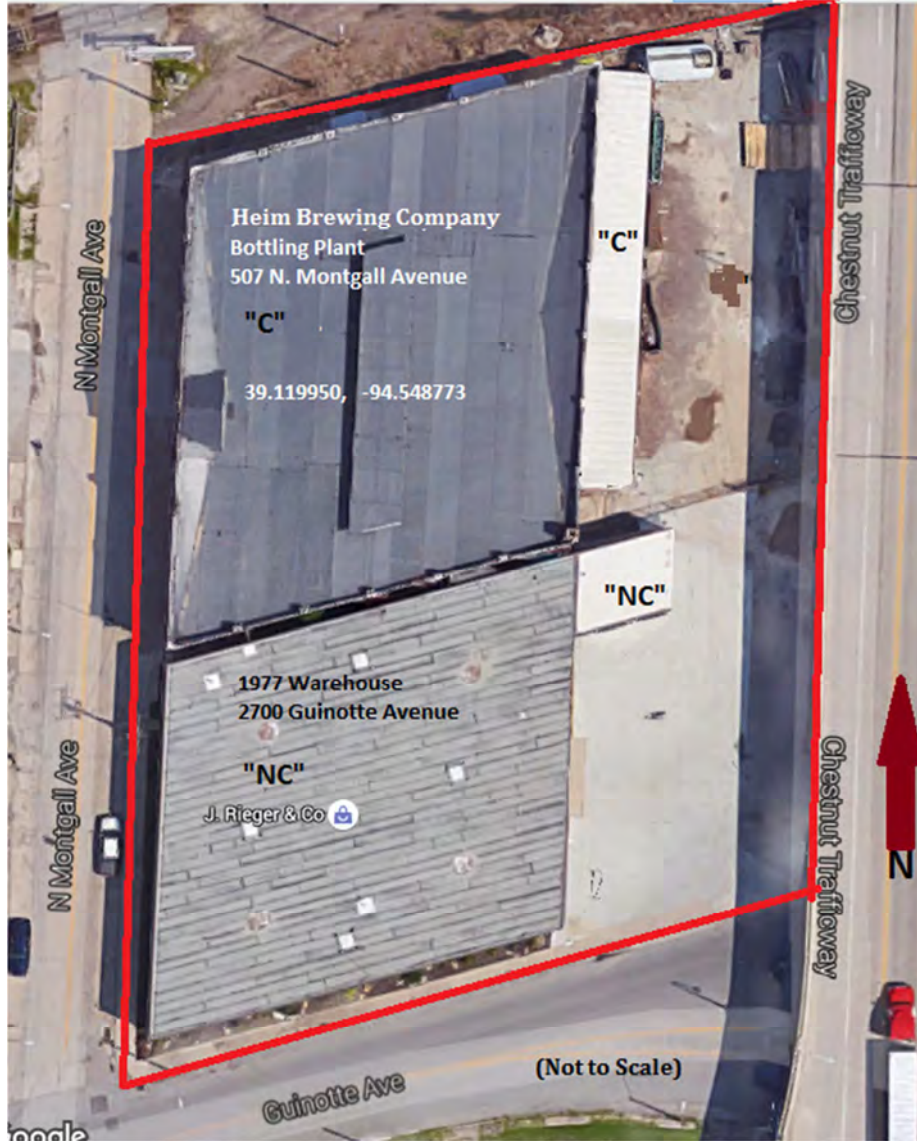 Heim Brewing Company
Bottling Plant
507 N. Montgall Avenue
"C"
39.119950, -94.548773
"C"
N Montgall Ave
Chestnut Trafficway
"NC"
1977 Warehouse
2700 Guinotte Avenue
"NC"
J. Rieger & Co
N Montgall Ave
Chestnut Trafficway
N
(Not to Scale)
Guinotte Ave
oogle